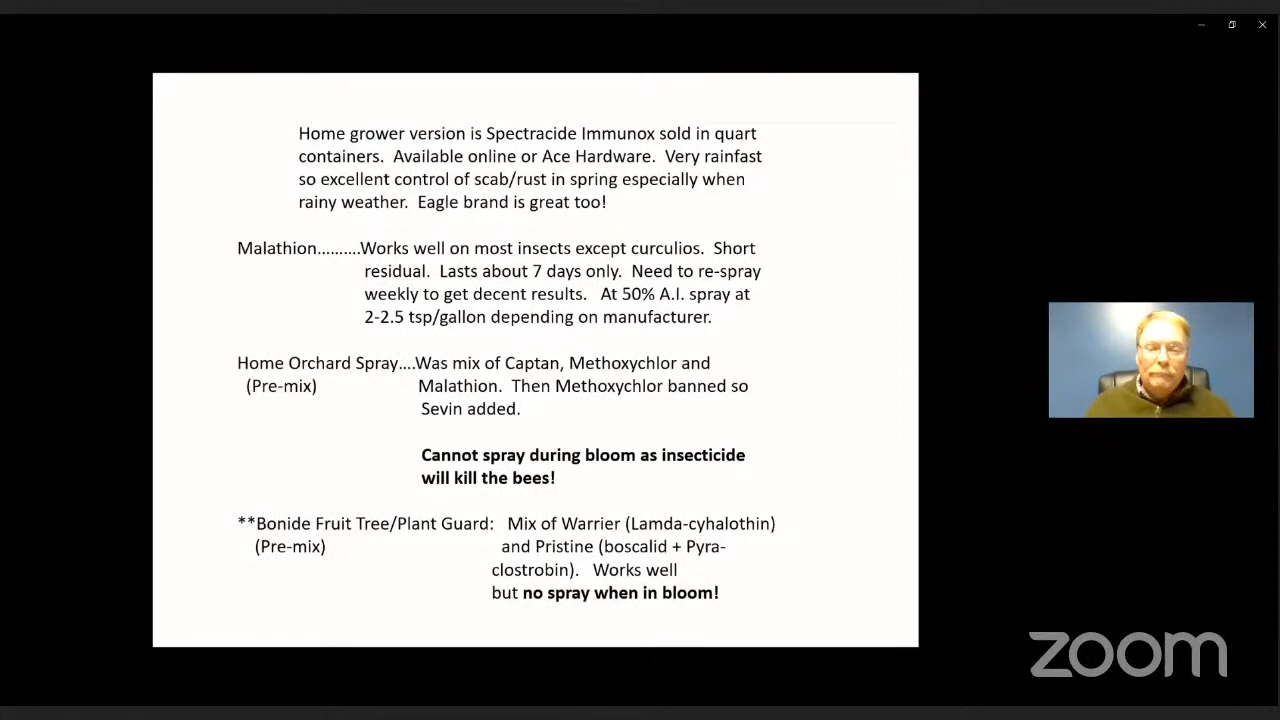 Home grower version is Spectracide Immunox sold in quart
containers.  Available online or Ace Hardware.  Very rainfast
so excellent control of scab/rust in spring especially when
rainy weather.  Eagle brand is great too!
Malathion..........Works well on most insects except curculios.  Short
residual.  Lasts about 7 days only.  Need to re-spray
weekly to get decent results.   At 50% A.I. spray at
2-2.5 tsp/gallon depending on manufacturer.
Home Orchard Spray....Was mix of Captan, Methoxychlor and
(Pre-mix) Malathion.  Then Methoxychlor banned so
Sevin added.
Cannot spray during bloom as insecticide
will kill the bees!
**Bonide Fruit Tree/Plant Guard:   Mix of Warrier (Lamda-cyhalothin)
(Pre-mix) and Pristine (boscalid + Pyra-
clostrobin).   Works well
but no spray when in bloom!
zoom